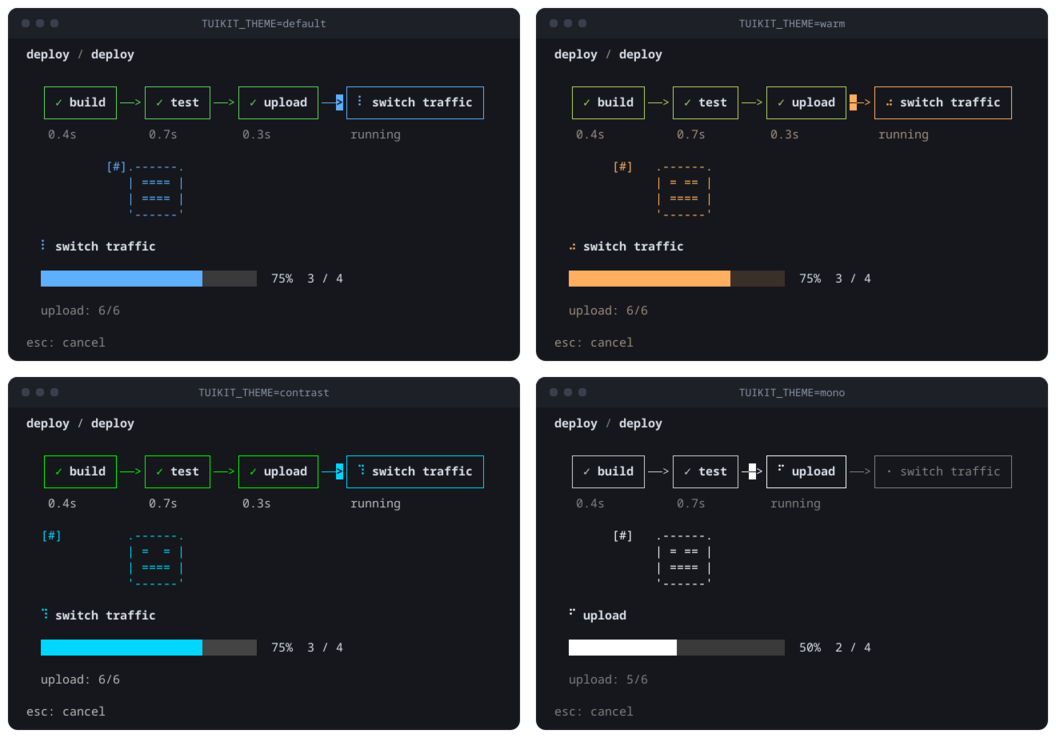 TUIKIT_THEME=default
deploy / deploy
✓ build ──> ✓ test ──> ✓ upload ──> ⠇ switch traffic
0.4s 0.7s 0.3s running
[#].------.
| ==== |
| ==== |
'------'
⠇ switch traffic
75% 3 / 4
upload: 6/6
esc: cancel
TUIKIT_THEME=warm
deploy / deploy
✓ build ──> ✓ test ──> ✓ upload ──> ⠴ switch traffic
0.4s 0.7s 0.3s running
[#] .------.
| = == |
| ==== |
'------'
⠴ switch traffic
75% 3 / 4
upload: 6/6
esc: cancel
TUIKIT_THEME=contrast
deploy / deploy
✓ build ──> ✓ test ──> ✓ upload ──> ⠹ switch traffic
0.4s 0.7s 0.3s running
[#] .------.
| =  = |
| ==== |
'------'
⠹ switch traffic
75% 3 / 4
upload: 6/6
esc: cancel
TUIKIT_THEME=mono
deploy / deploy
✓ build ──> ✓ test ──> ⠋ upload ──> · switch traffic
0.4s 0.7s running
[#] .------.
| = == |
| ==== |
'------'
⠋ upload
50% 2 / 4
upload: 5/6
esc: cancel